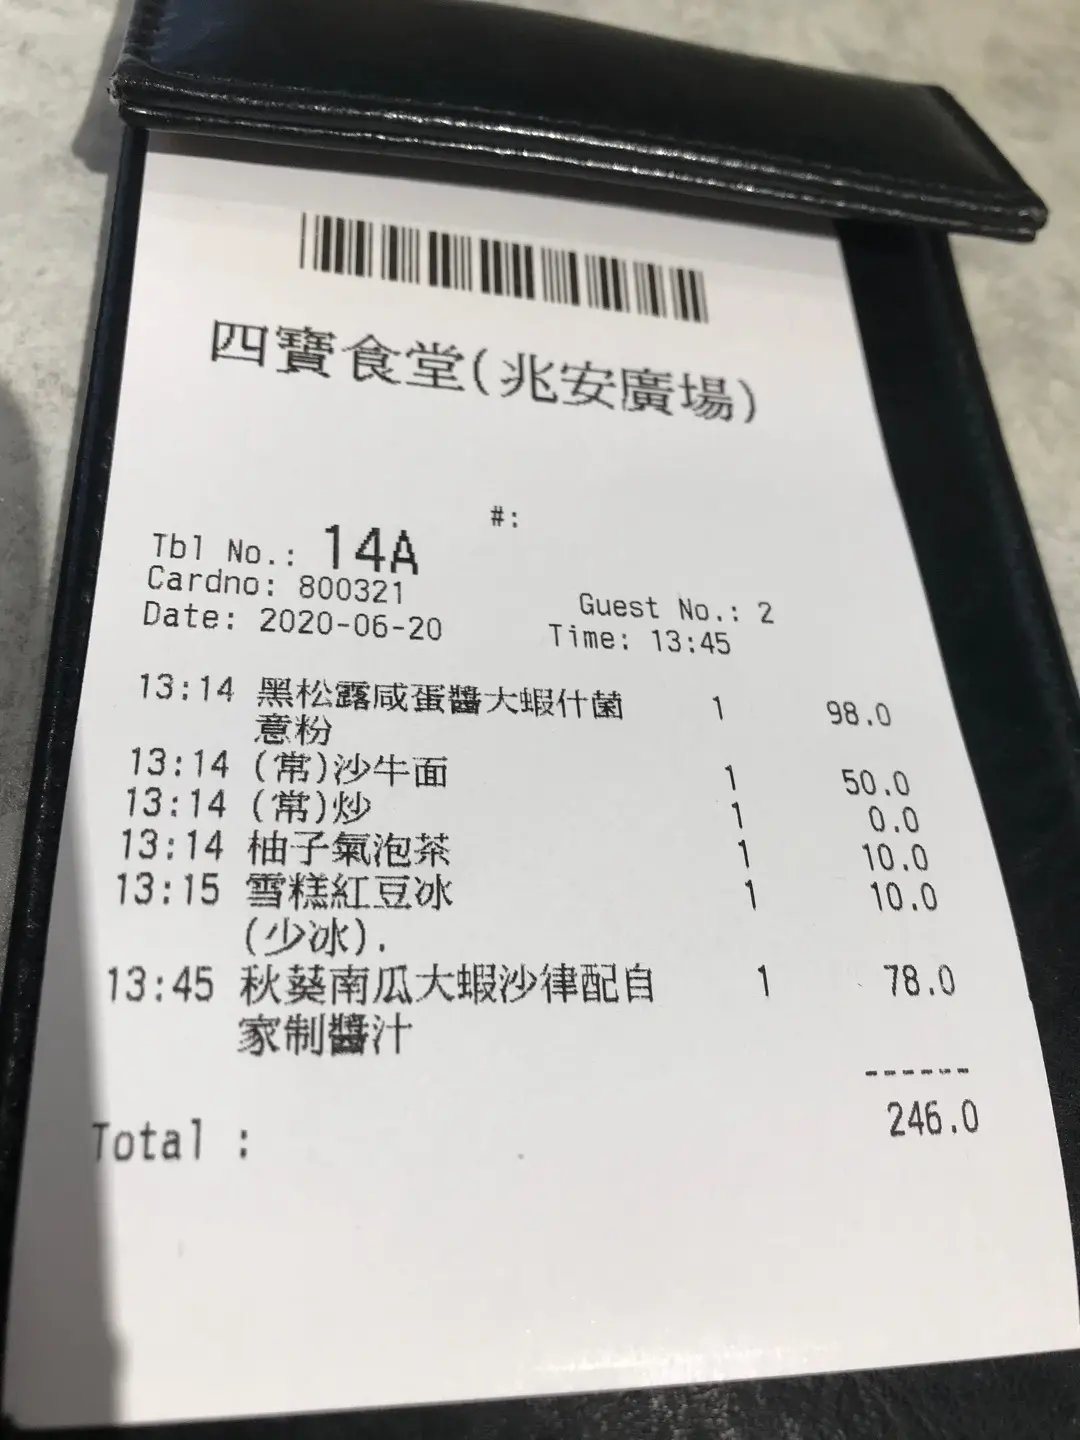 四寶食堂(兆安廣場)
#:
Tbl No.: 14A
Cardno: 800321 Guest No.: 2
Date: 2020-06-20 Time: 13:45
13:14 黑松露咸蛋醬大蝦什菌 1 98.0
意粉
13:14 (常)沙牛面 1 50.0
13:14 (常)炒 1 0.0
13:14 柚子氣泡茶 1 10.0
13:15 雪糕紅豆冰 1 10.0
(少冰).
13:45 秋葵南瓜大蝦沙律配自 1 78.0
家制醬汁
------
Total : 246.0